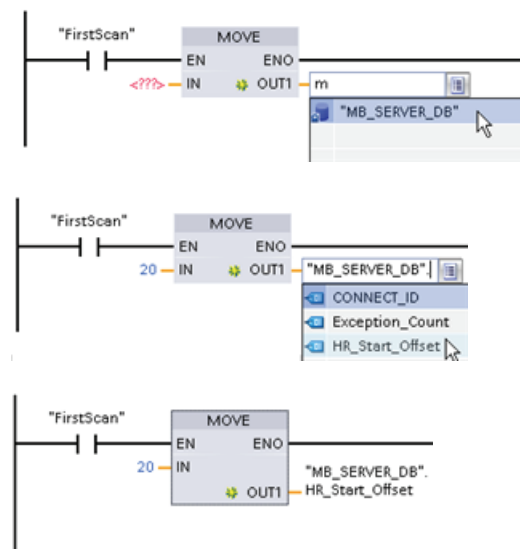 "FirstScan"
MOVE
EN ENO
<???> IN OUT1 m
"MB_SERVER_DB"
"FirstScan"
MOVE
EN ENO
20 IN OUT1 "MB_SERVER_DB".
CONNECT_ID
Exception_Count
HR_Start_Offset
"FirstScan"
MOVE
EN ENO
20 IN
"MB_SERVER_DB".
OUT1 HR_Start_Offset